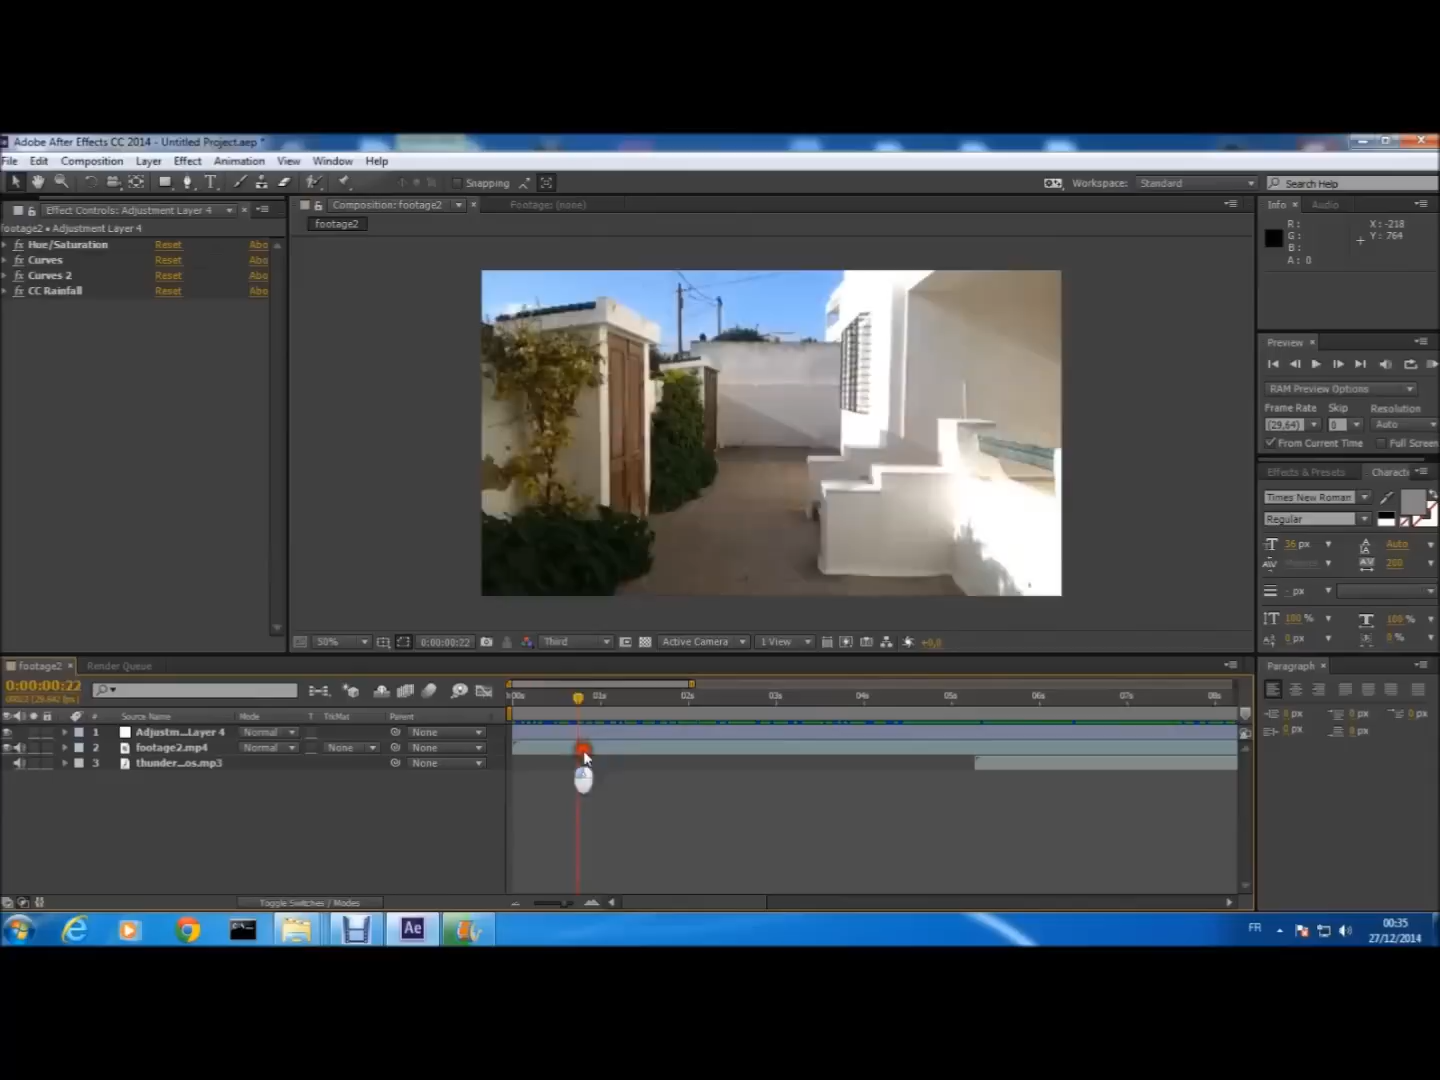 Adobe After Effects CC 2014 - Untitled Project.aep *
File Edit Composition Layer Effect Animation View Window Help
Snapping
Workspace: Standard
Search Help
Effect Controls: Adjustment Layer 4
footage2 • Adjustment Layer 4
fx Hue/Saturation Reset Abo
fx Curves Reset Abo
fx Curves 2 Reset Abo
fx CC Rainfall Reset Abo
Composition: footage2
Footage: (none)
footage2
50%
0:00:00:22
Third
Active Camera
1 View
+0,0
Info Audio
R: X: -218
G: Y: 764
B:
A: 0
Preview
RAM Preview Options
Frame Rate Skip Resolution
(29,64) 0 Auto
From Current Time Full Screen
Effects & Presets Charact
Times New Roman
Regular
36 px Auto
Metrics 200
- px
100 % 100 %
0 px 0 %
Paragraph
0 px 0 px 0 px
0 px 0 px
footage2 Render Queue
0:00:00:22
# Source Name Mode T TrkMat Parent
1 Adjustm...Layer 4 Normal None
2 footage2.mp4 Normal None None
3 thunder...os.mp3 None
01s 02s 03s 04s 05s 06s 07s 08s
Toggle Switches / Modes
Ae
FR
00:35
27/12/2014